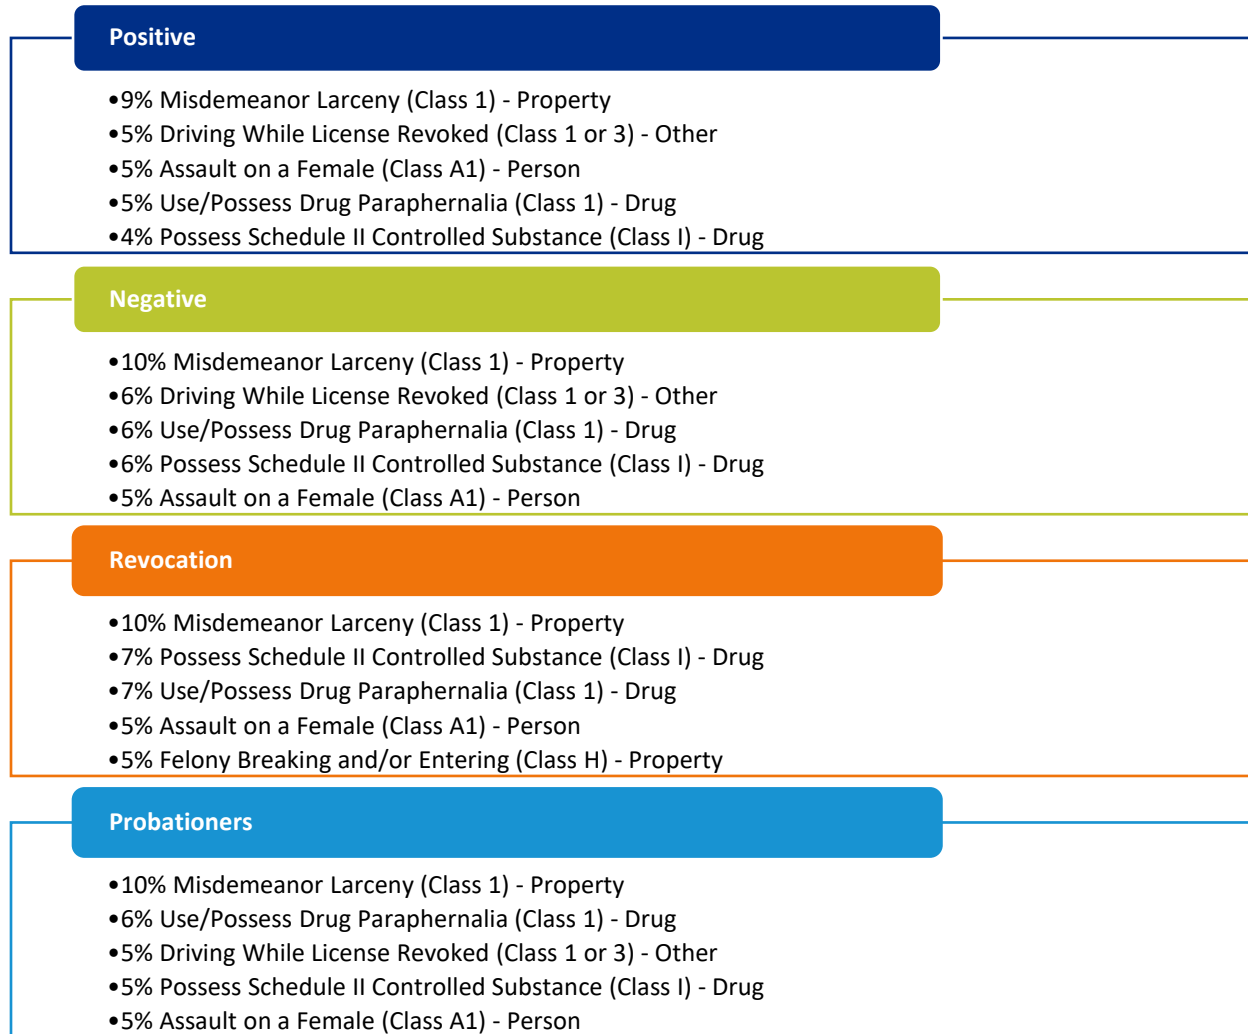 Positive
•9% Misdemeanor Larceny (Class 1) - Property
•5% Driving While License Revoked (Class 1 or 3) - Other
•5% Assault on a Female (Class A1) - Person
•5% Use/Possess Drug Paraphernalia (Class 1) - Drug
•4% Possess Schedule II Controlled Substance (Class I) - Drug
Negative
•10% Misdemeanor Larceny (Class 1) - Property
•6% Driving While License Revoked (Class 1 or 3) - Other
•6% Use/Possess Drug Paraphernalia (Class 1) - Drug
•6% Possess Schedule II Controlled Substance (Class I) - Drug
•5% Assault on a Female (Class A1) - Person
Revocation
•10% Misdemeanor Larceny (Class 1) - Property
•7% Possess Schedule II Controlled Substance (Class I) - Drug
•7% Use/Possess Drug Paraphernalia (Class 1) - Drug
•5% Assault on a Female (Class A1) - Person
•5% Felony Breaking and/or Entering (Class H) - Property
Probationers
•10% Misdemeanor Larceny (Class 1) - Property
•6% Use/Possess Drug Paraphernalia (Class 1) - Drug
•5% Driving While License Revoked (Class 1 or 3) - Other
•5% Possess Schedule II Controlled Substance (Class I) - Drug
•5% Assault on a Female (Class A1) - Person